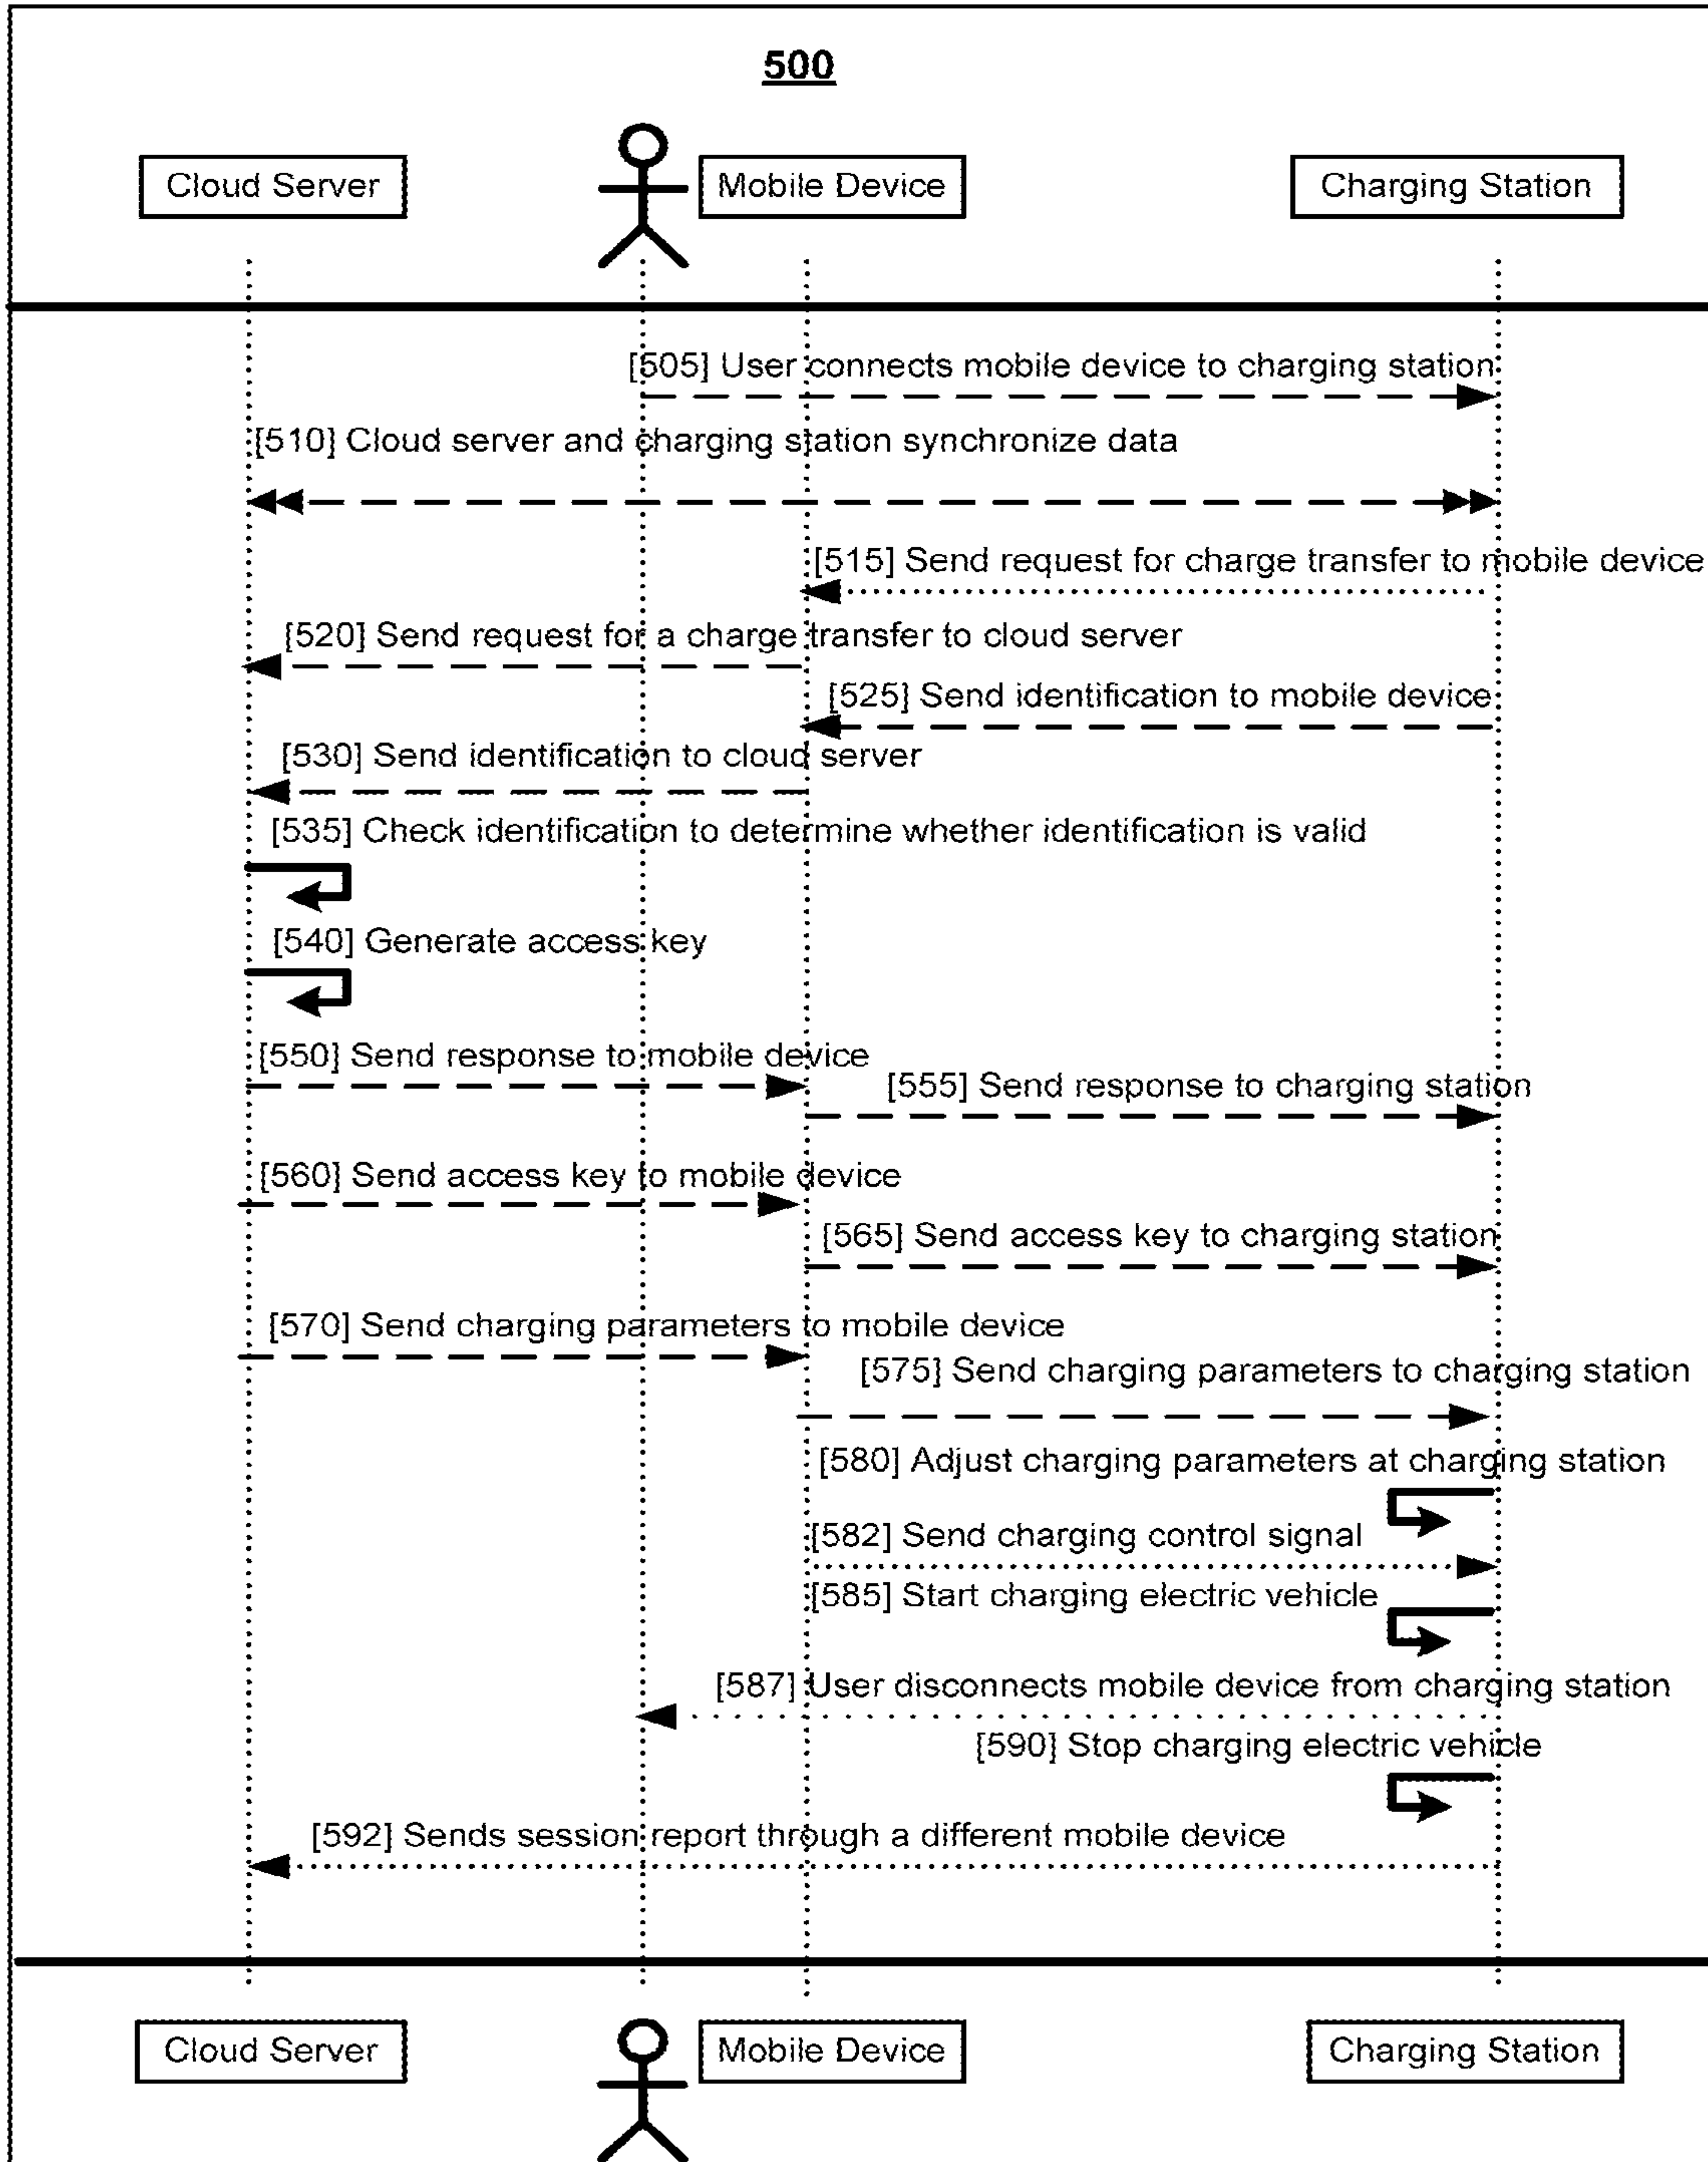 500
Cloud Server
Mobile Device
Charging Station
[505] User connects mobile device to charging station
[510] Cloud server and charging station synchronize data
[515] Send request for charge transfer to mobile device
[520] Send request for a charge transfer to cloud server
[525] Send identification to mobile device
[530] Send identification to cloud server
[535] Check identification to determine whether identification is valid
[540] Generate access key
[550] Send response to mobile device
[555] Send response to charging station
[560] Send access key to mobile device
[565] Send access key to charging station
[570] Send charging parameters to mobile device
[575] Send charging parameters to charging station
[580] Adjust charging parameters at charging station
[582] Send charging control signal
[585] Start charging electric vehicle
[587] User disconnects mobile device from charging station
[590] Stop charging electric vehicle
[592] Sends session report through a different mobile device
Cloud Server
Mobile Device
Charging Station